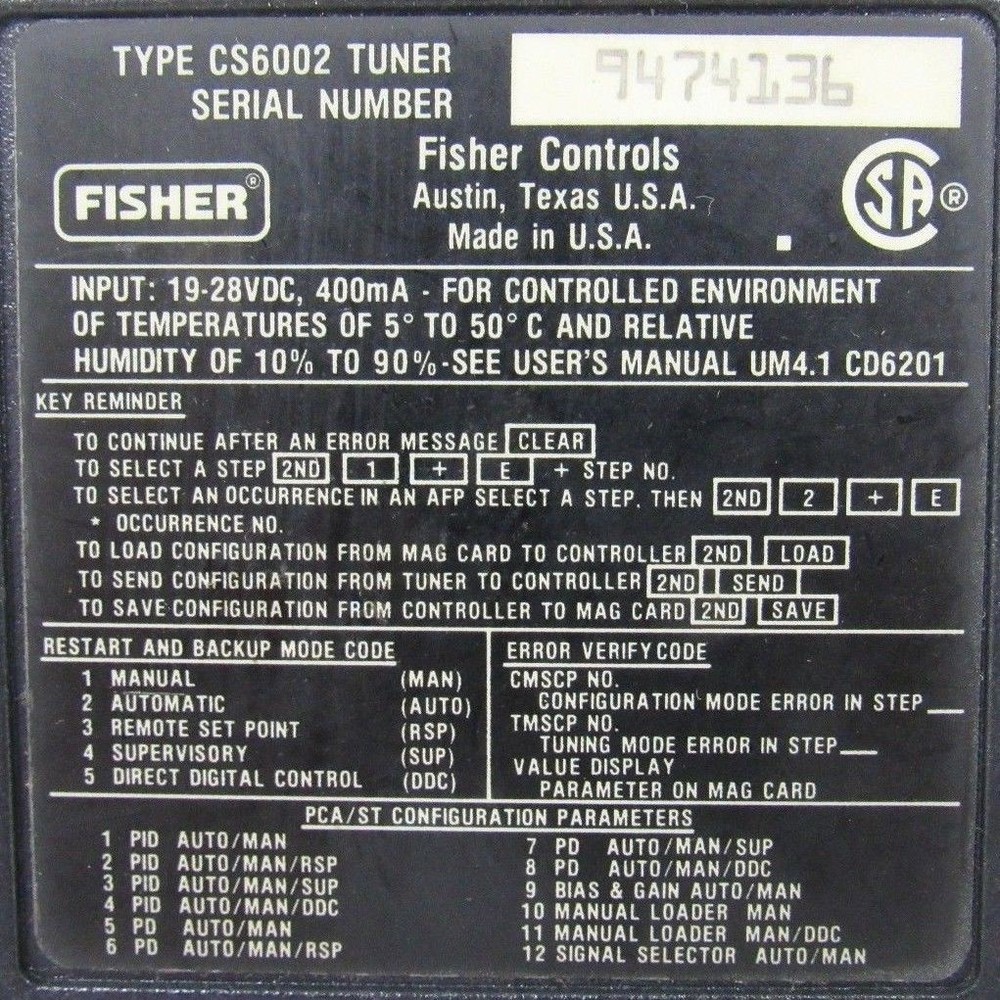 TYPE CS6002 TUNER
SERIAL NUMBER
9474136
FISHER®
Fisher Controls
Austin, Texas U.S.A.
Made in U.S.A.
SA ®
INPUT: 19-28VDC, 400mA - FOR CONTROLLED ENVIRONMENT
OF TEMPERATURES OF 5° TO 50° C AND RELATIVE
HUMIDITY OF 10% TO 90%-SEE USER'S MANUAL UM4.1 CD6201
KEY REMINDER
TO CONTINUE AFTER AN ERROR MESSAGE CLEAR
TO SELECT A STEP 2ND 1 + E + STEP NO.
TO SELECT AN OCCURRENCE IN AN AFP SELECT A STEP, THEN 2ND 2 + E
* OCCURRENCE NO.
TO LOAD CONFIGURATION FROM MAG CARD TO CONTROLLER 2ND LOAD
TO SEND CONFIGURATION FROM TUNER TO CONTROLLER 2ND SEND
TO SAVE CONFIGURATION FROM CONTROLLER TO MAG CARD 2ND SAVE
RESTART AND BACKUP MODE CODE
1 MANUAL (MAN)
2 AUTOMATIC (AUTO)
3 REMOTE SET POINT (RSP)
4 SUPERVISORY (SUP)
5 DIRECT DIGITAL CONTROL (DDC)
ERROR VERIFY CODE
CMSCP NO.
CONFIGURATION MODE ERROR IN STEP __
TMSCP NO.
TUNING MODE ERROR IN STEP __
VALUE DISPLAY
PARAMETER ON MAG CARD
PCA/ST CONFIGURATION PARAMETERS
1 PID AUTO/MAN
2 PID AUTO/MAN/RSP
3 PID AUTO/MAN/SUP
4 PID AUTO/MAN/DDC
5 PD AUTO/MAN
6 PD AUTO/MAN/RSP
7 PD AUTO/MAN/SUP
8 PD AUTO/MAN/DDC
9 BIAS & GAIN AUTO/MAN
10 MANUAL LOADER MAN
11 MANUAL LOADER MAN/DDC
12 SIGNAL SELECTOR AUTO/MAN